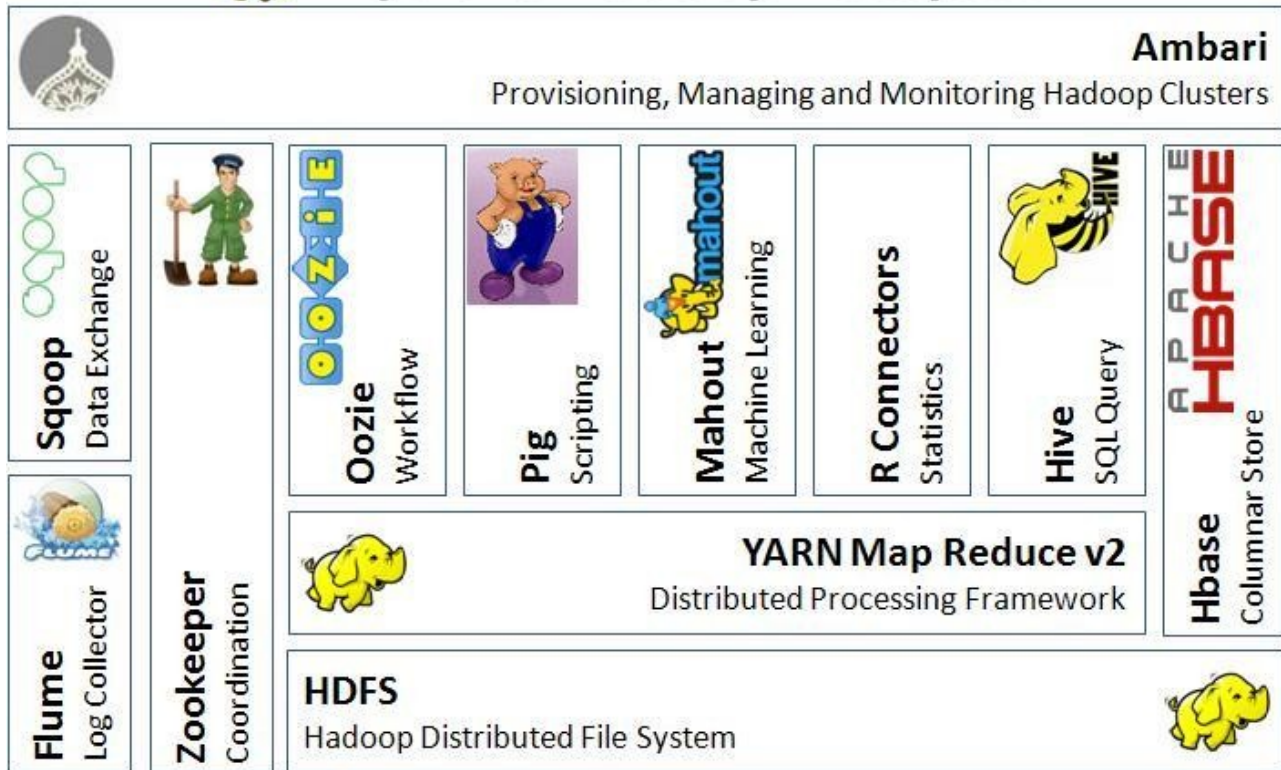 Ambari
Provisioning, Managing and Monitoring Hadoop Clusters
Sqoop
Data Exchange
Flume
FLUME
Log Collector
Zookeeper
Coordination
OOZiE
Oozie
Workflow
Pig
Scripting
mahout
Mahout
Machine Learning
R Connectors
Statistics
HIVE
Hive
SQL Query
APACHE
HBASE
Hbase
Columnar Store
YARN Map Reduce v2
Distributed Processing Framework
HDFS
Hadoop Distributed File System